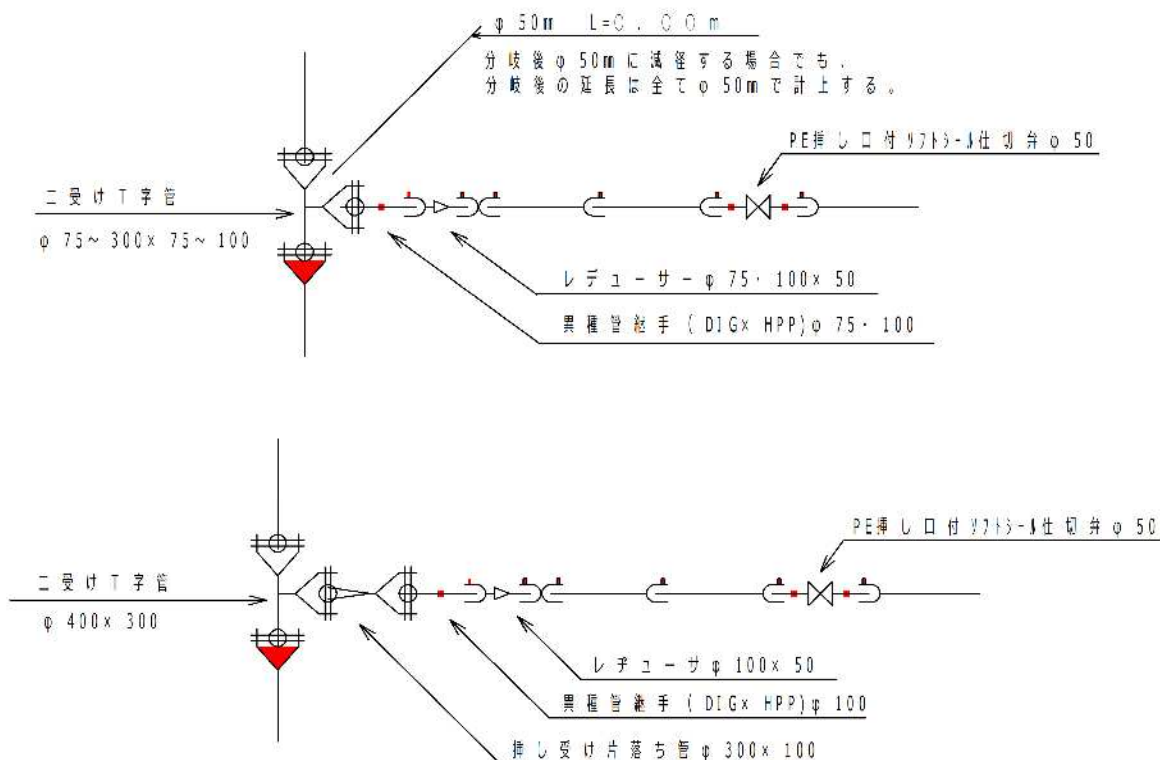 φ 50㎜ L=○.○○m
分岐後φ50㎜に減径する場合でも、
分岐後の延長は全てφ50㎜で計上する。
PE挿し口付ソフトシール仕切弁φ50
二受けT字管
φ75~300×75~100
レデューサーφ75・100×50
異種管継手(DIG×HPP)φ75・100
PE挿し口付ソフトシール仕切弁φ50
二受けT字管
φ400×300
レデューサφ100×50
異種管継手(DIG×HPP)φ100
挿し受け片落ち管φ300×100